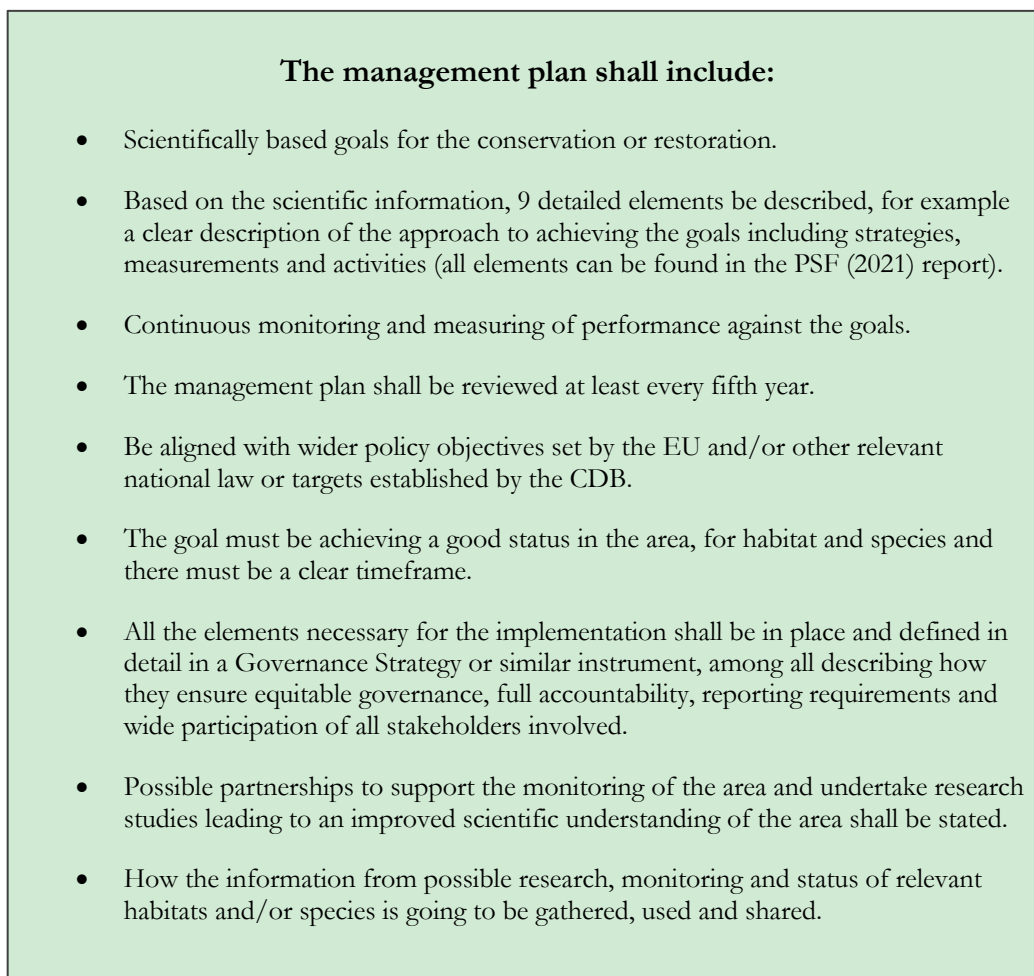 The management plan shall include:
• Scientifically based goals for the conservation or restoration.
• Based on the scientific information, 9 detailed elements be described, for example
a clear description of the approach to achieving the goals including strategies,
measurements and activities (all elements can be found in the PSF (2021) report).
• Continuous monitoring and measuring of performance against the goals.
• The management plan shall be reviewed at least every fifth year.
• Be aligned with wider policy objectives set by the EU and/or other relevant
national law or targets established by the CDB.
• The goal must be achieving a good status in the area, for habitat and species and
there must be a clear timeframe.
• All the elements necessary for the implementation shall be in place and defined in
detail in a Governance Strategy or similar instrument, among all describing how
they ensure equitable governance, full accountability, reporting requirements and
wide participation of all stakeholders involved.
• Possible partnerships to support the monitoring of the area and undertake research
studies leading to an improved scientific understanding of the area shall be stated.
• How the information from possible research, monitoring and status of relevant
habitats and/or species is going to be gathered, used and shared.